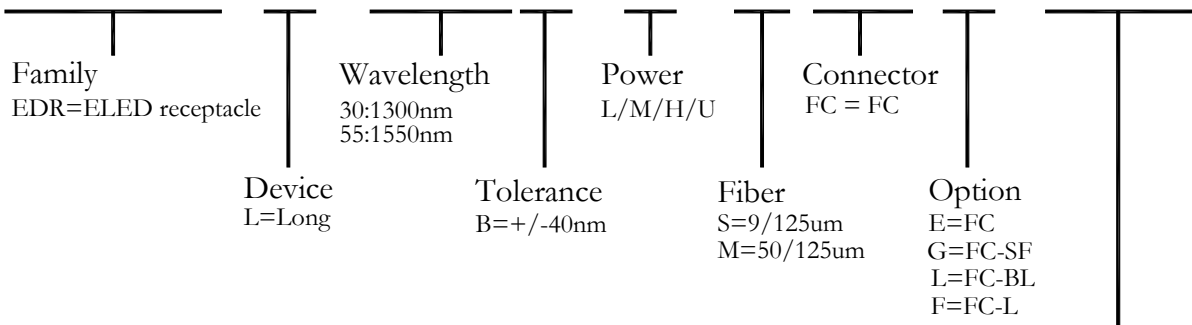 Family
EDR=ELED receptacle
Wavelength
30:1300nm
55:1550nm
Power
L/M/H/U
Connector
FC = FC
Device
L=Long
Tolerance
B=+/-40nm
Fiber
S=9/125um
M=50/125um
Option
E=FC
G=FC-SF
L=FC-BL
F=FC-L